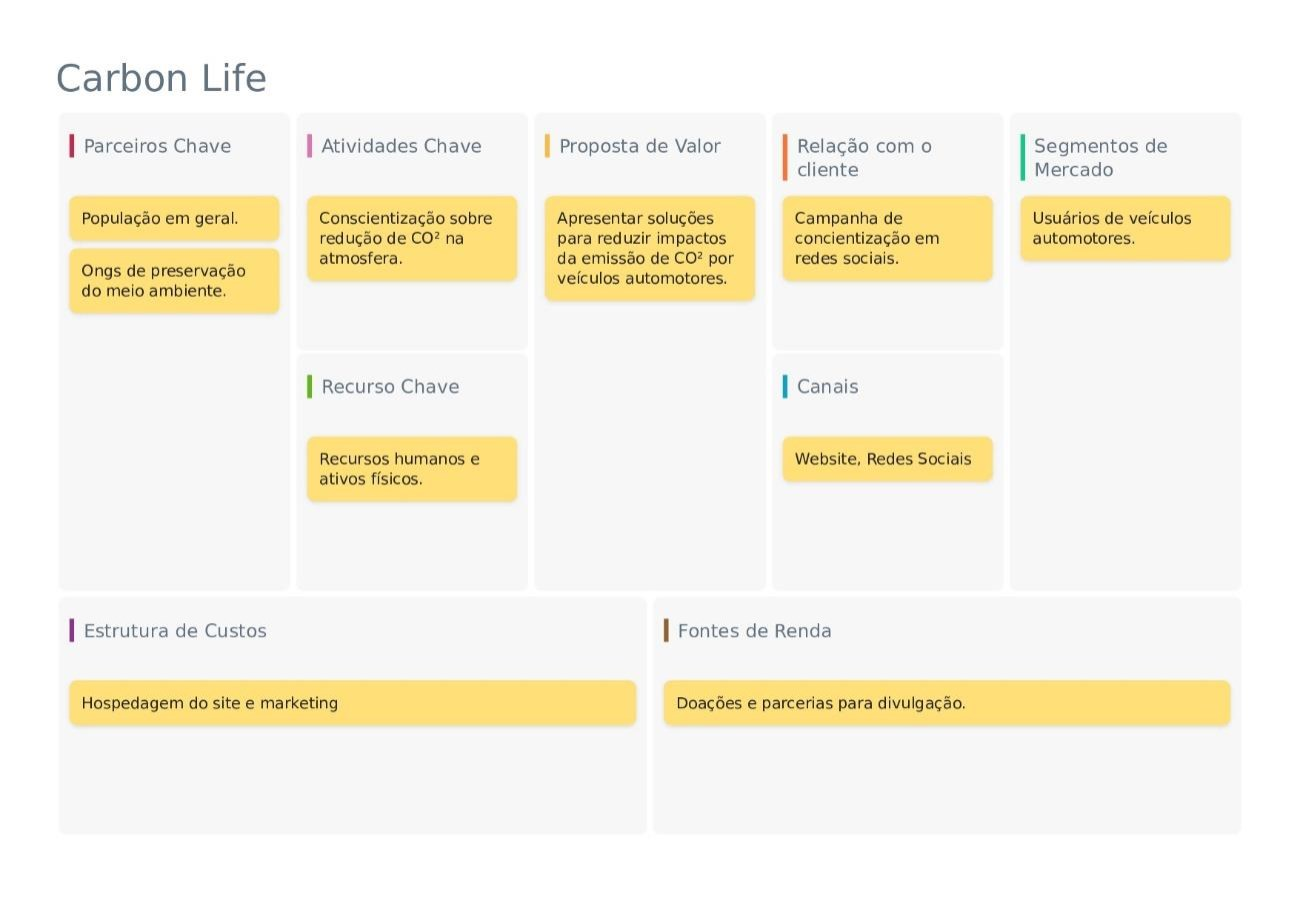 Carbon Life
Parceiros Chave
População em geral.
Ongs de preservação
do meio ambiente.
Atividades Chave
Conscientização sobre
redução de CO² na
atmosfera.
Recurso Chave
Recursos humanos e
ativos físicos.
Proposta de Valor
Apresentar soluções
para reduzir impactos
da emissão de CO² por
veículos automotores.
Relação com o
cliente
Campanha de
concientização em
redes sociais.
Canais
Website, Redes Sociais
Segmentos de
Mercado
Usuários de veículos
automotores.
Estrutura de Custos
Hospedagem do site e marketing
Fontes de Renda
Doações e parcerias para divulgação.